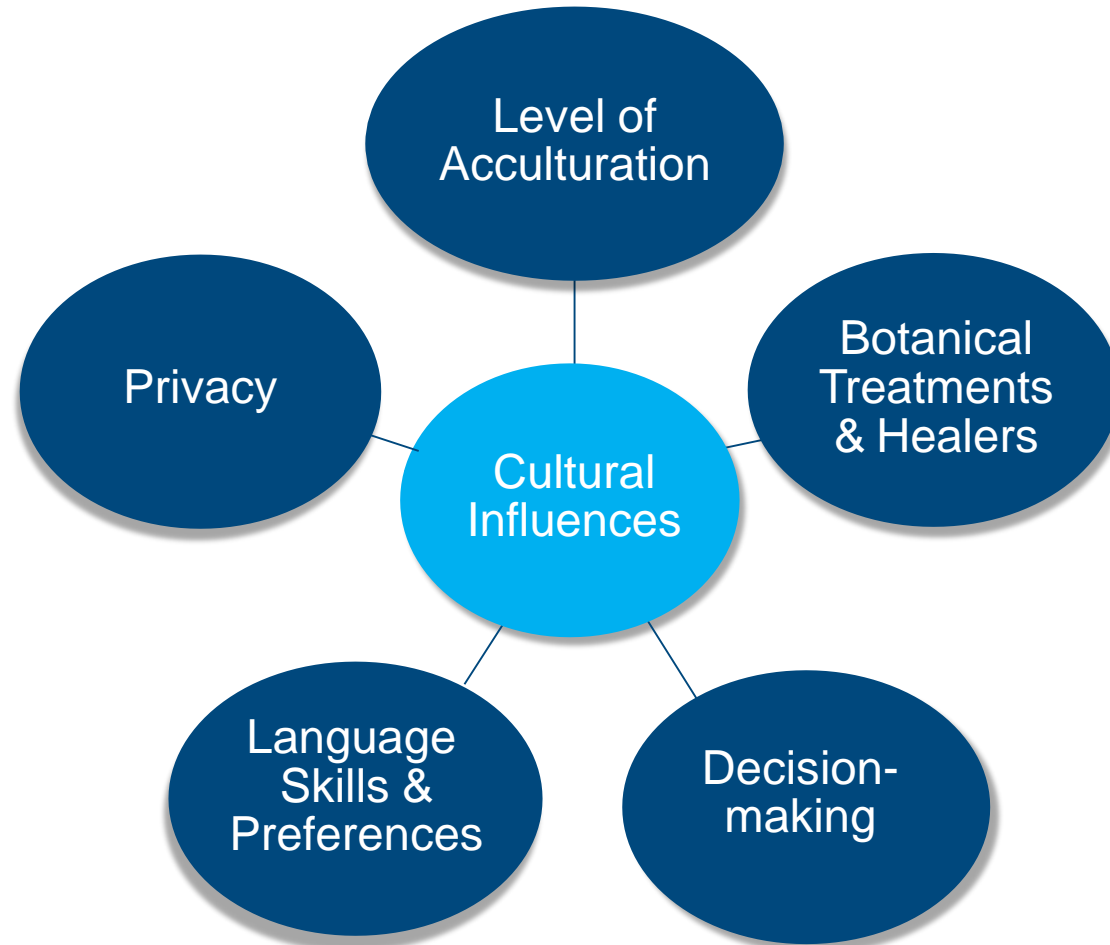 Level of
Acculturation
Privacy
Botanical
Treatments
& Healers
Cultural
Influences
Language
Skills &
Preferences
Decision-
making